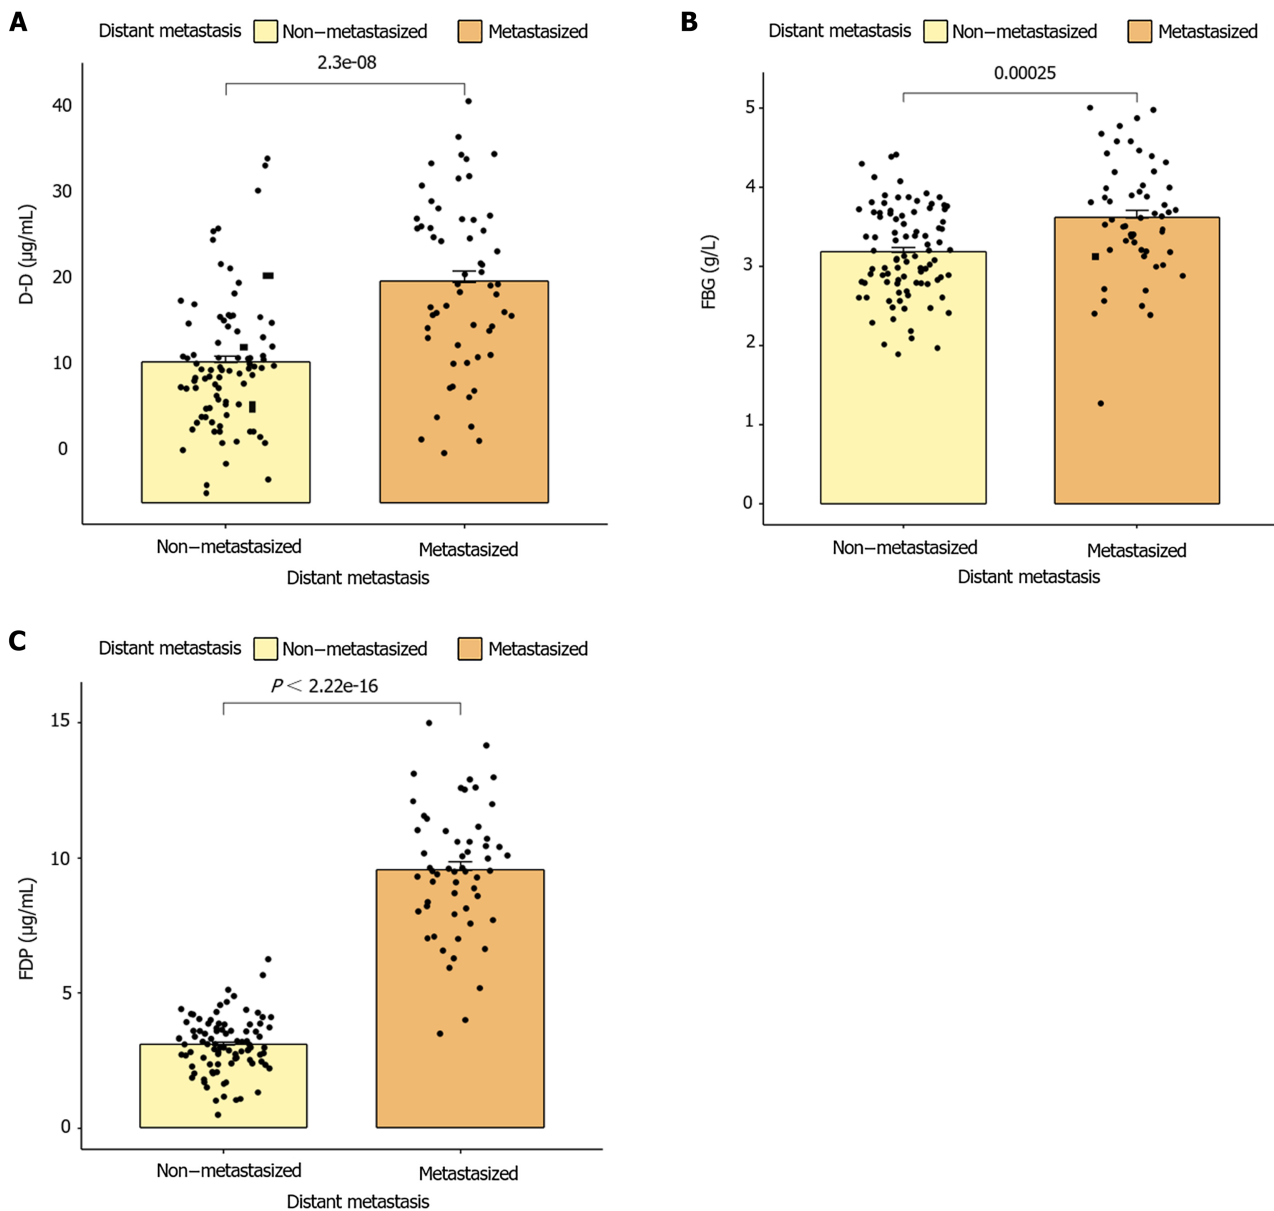 A
Distant metastasis Non−metastasized Metastasized
2.3e-08
40
30
20
10
0
D-D (µg/mL)
Non−metastasized Metastasized
Distant metastasis
B
Distant metastasis Non−metastasized Metastasized
0.00025
5
4
3
2
1
0
FBG (g/L)
Non−metastasized Metastasized
Distant metastasis
C
Distant metastasis Non−metastasized Metastasized
P < 2.22e-16
15
10
5
0
FDP (µg/mL)
Non−metastasized Metastasized
Distant metastasis